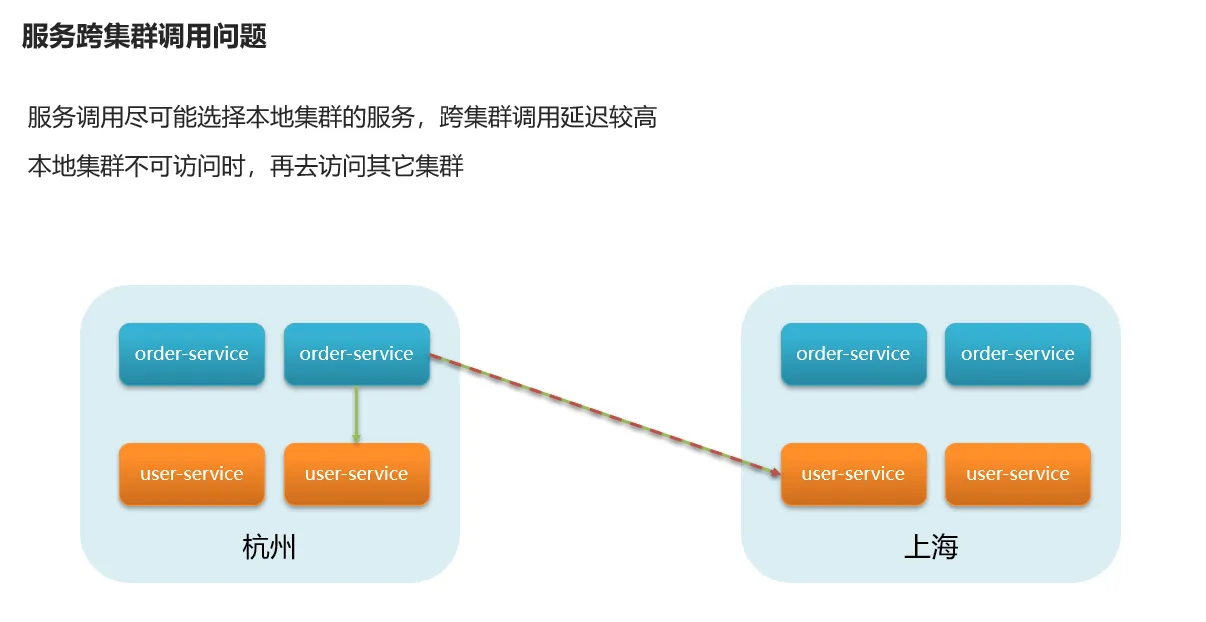 服务跨集群调用问题
服务调用尽可能选择本地集群的服务，跨集群调用延迟较高
本地集群不可访问时，再去访问其它集群
order-service
order-service
order-service
order-service
user-service
user-service
user-service
user-service
杭州
上海